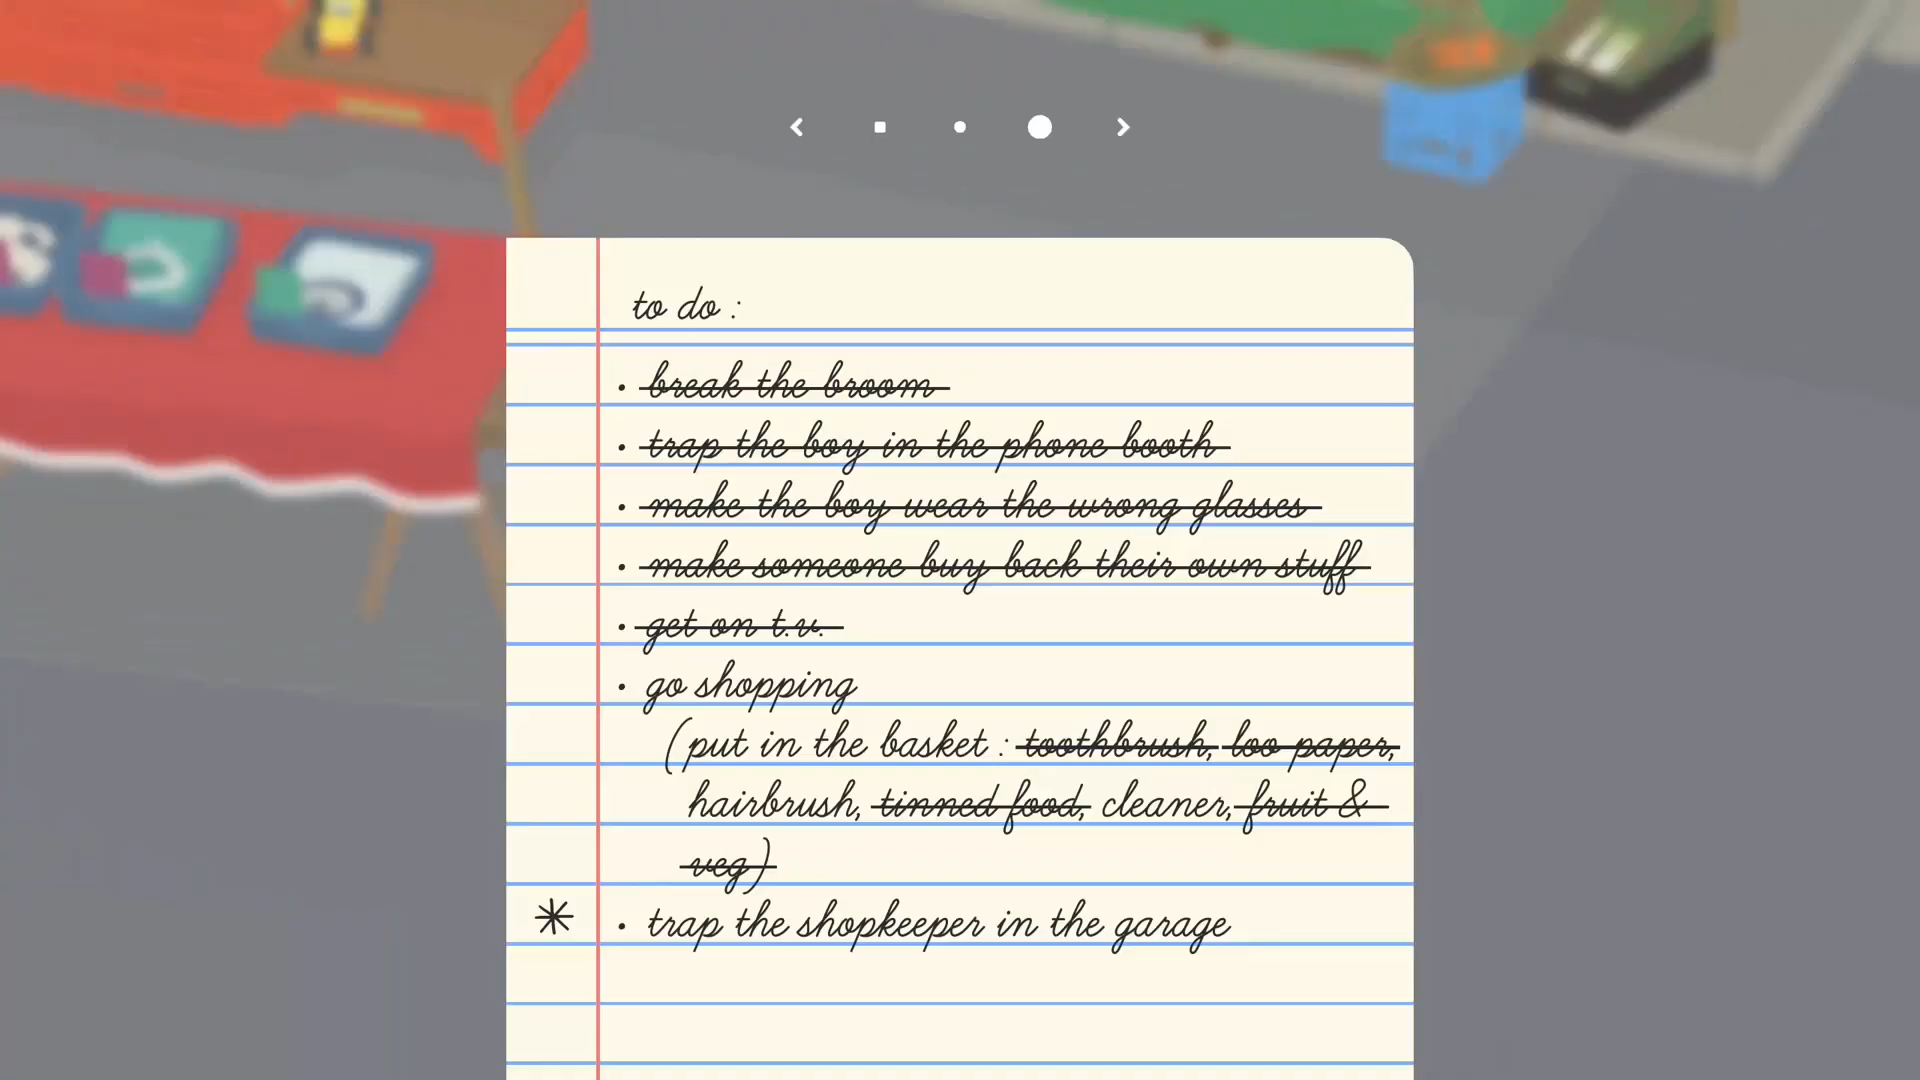 to do :
• break the broom
• trap the boy in the phone booth
• make the boy wear the wrong glasses
• make someone buy back their own stuff
• get on t.v.
• go shopping
(put in the basket : toothbrush, loo paper,
hairbrush, tinned food, cleaner, fruit &
veg)
* • trap the shopkeeper in the garage